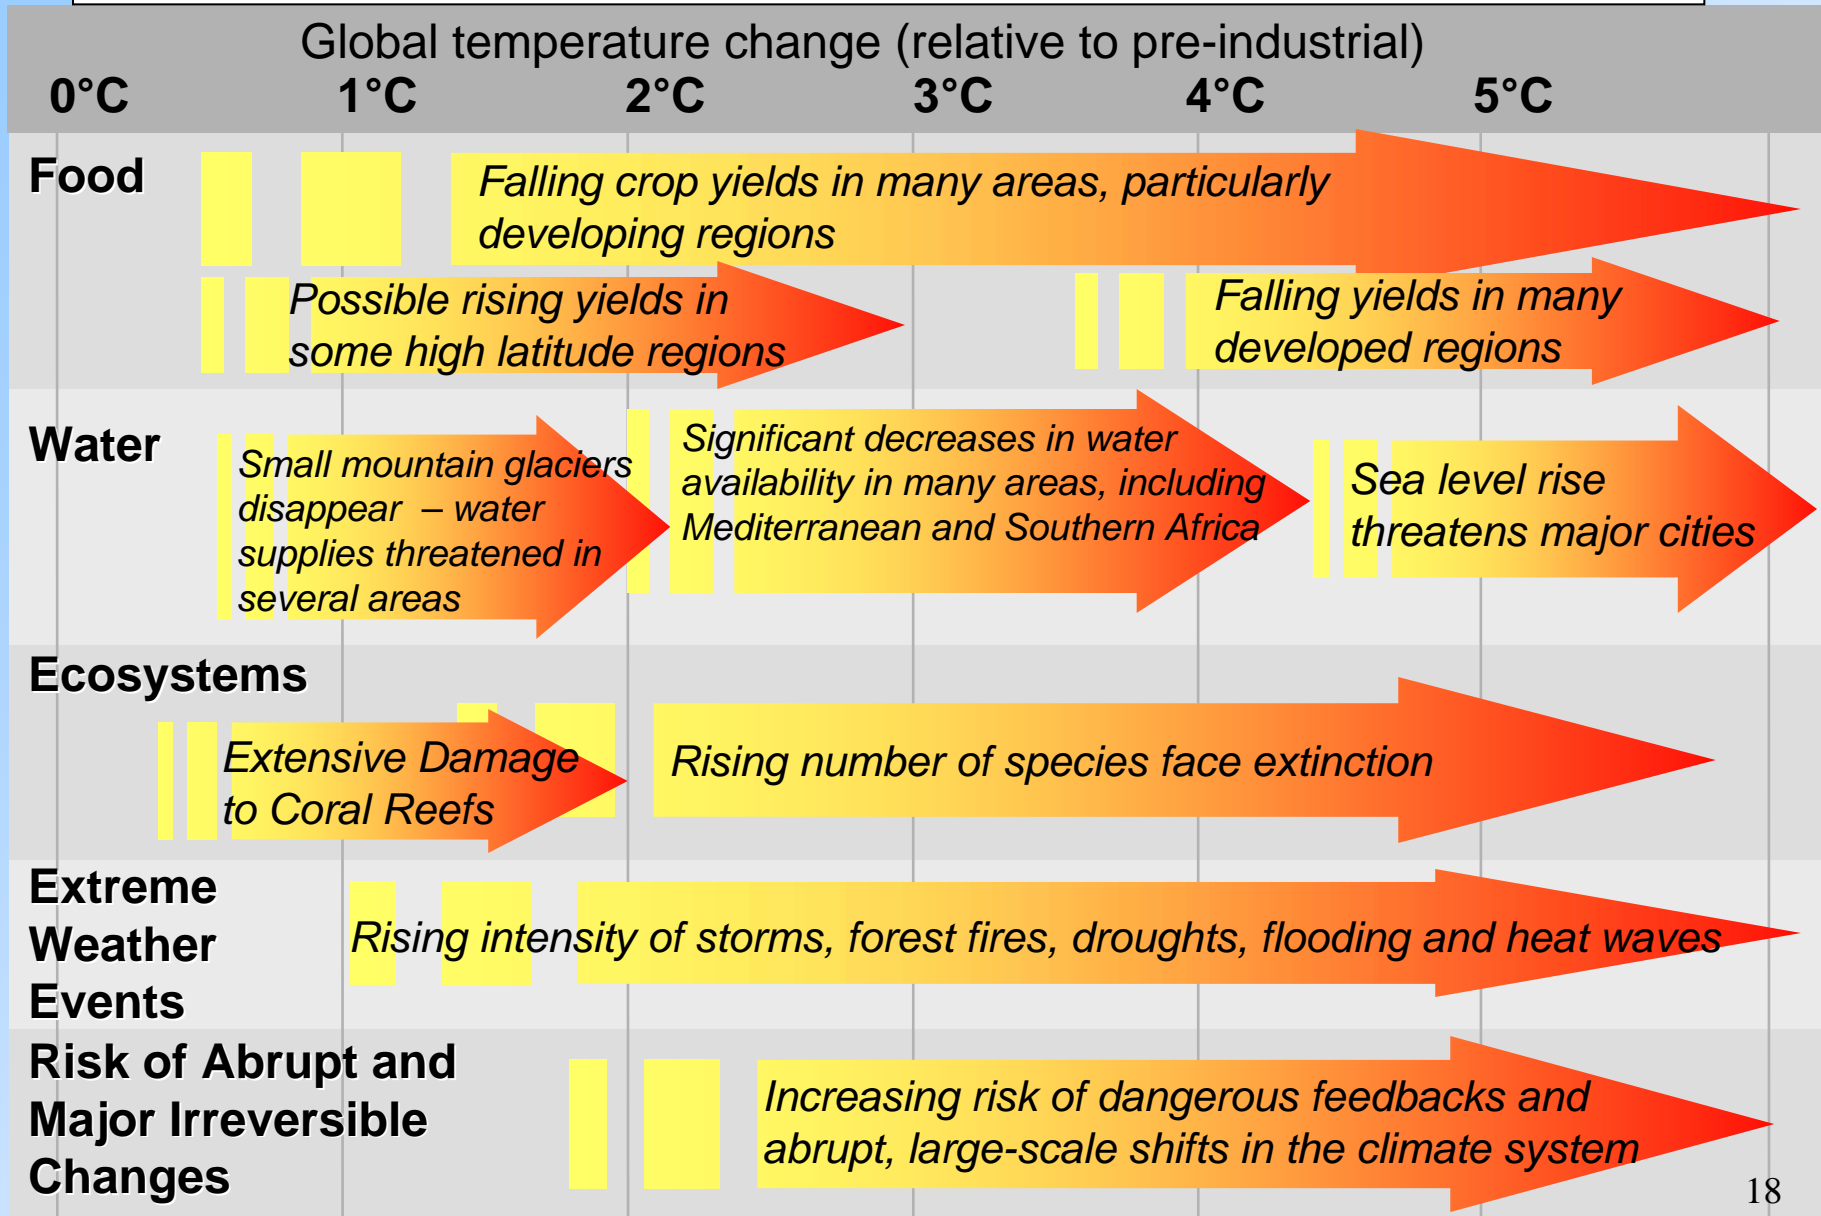 Global temperature change (relative to pre-industrial)
0°C 1°C 2°C 3°C 4°C 5°C
Food
Falling crop yields in many areas, particularly
developing regions
Possible rising yields in
some high latitude regions
Falling yields in many
developed regions
Water
Small mountain glaciers
disappear – water
supplies threatened in
several areas
Significant decreases in water
availability in many areas, including
Mediterranean and Southern Africa
Sea level rise
threatens major cities
Ecosystems
Extensive Damage
to Coral Reefs
Rising number of species face extinction
Extreme
Weather
Events
Rising intensity of storms, forest fires, droughts, flooding and heat waves
Risk of Abrupt and
Major Irreversible
Changes
Increasing risk of dangerous feedbacks and
abrupt, large-scale shifts in the climate system
18